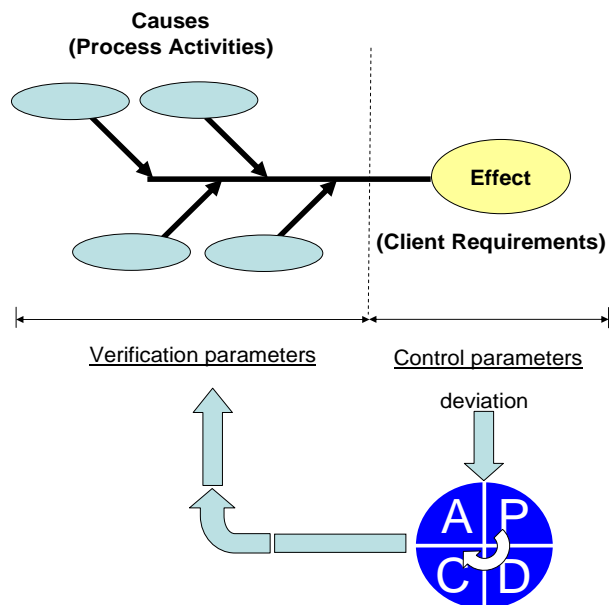 Causes
(Process Activities)
Effect
(Client Requirements)
Verification parameters
Control parameters
deviation
A P
C D